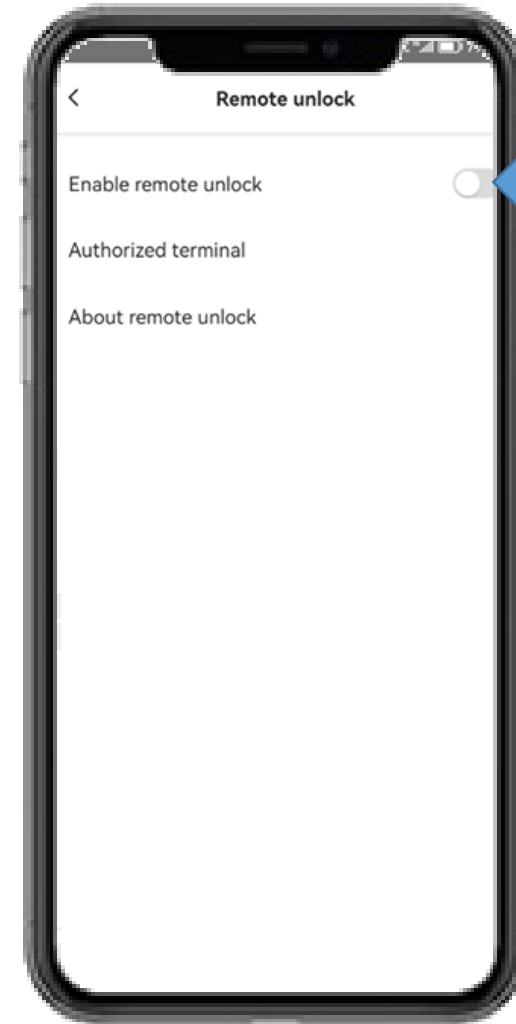 Remote unlock
Enable remote unlock
Authorized terminal
About remote unlock